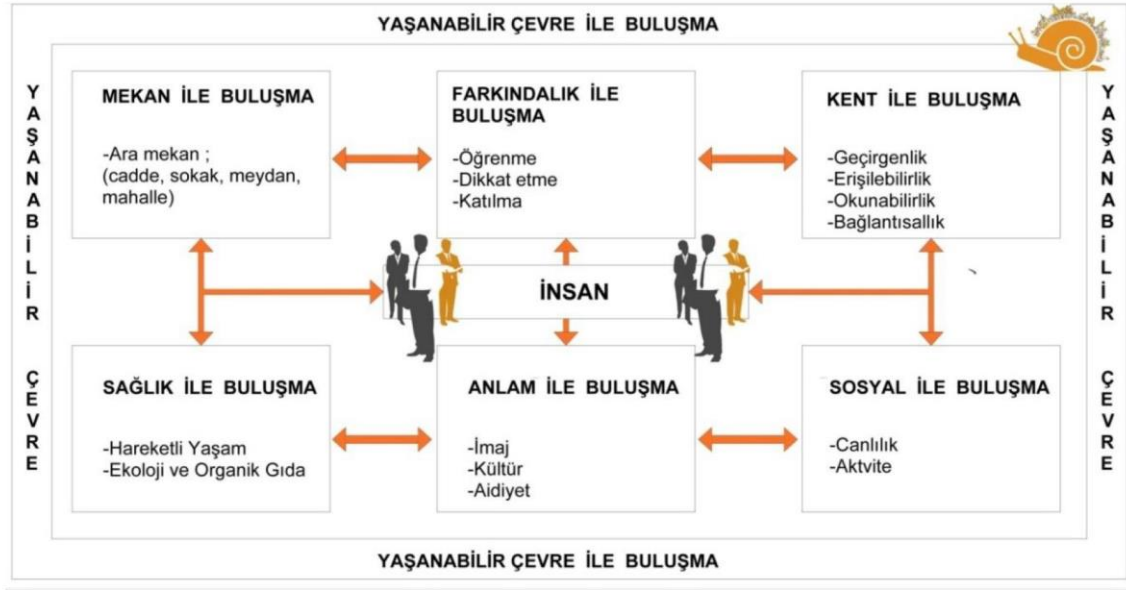 YAŞANABİLİR ÇEVRE İLE BULUŞMA
YAŞANABİLİR ÇEVRE
MEKAN İLE BULUŞMA
-Ara mekan ;
(cadde, sokak, meydan,
mahalle)
FARKINDALIK İLE
BULUŞMA
-Öğrenme
-Dikkat etme
-Katılma
KENT İLE BULUŞMA
-Geçirgenlik
-Erişilebilirlik
-Okunabilirlik
-Bağlantısallık
YAŞANABİLİR ÇEVRE
İNSAN
SAĞLIK İLE BULUŞMA
-Hareketli Yaşam
-Ekoloji ve Organik Gıda
ANLAM İLE BULUŞMA
-İmaj
-Kültür
-Aidiyet
SOSYAL İLE BULUŞMA
-Canlılık
-Aktvite
YAŞANABİLİR ÇEVRE İLE BULUŞMA